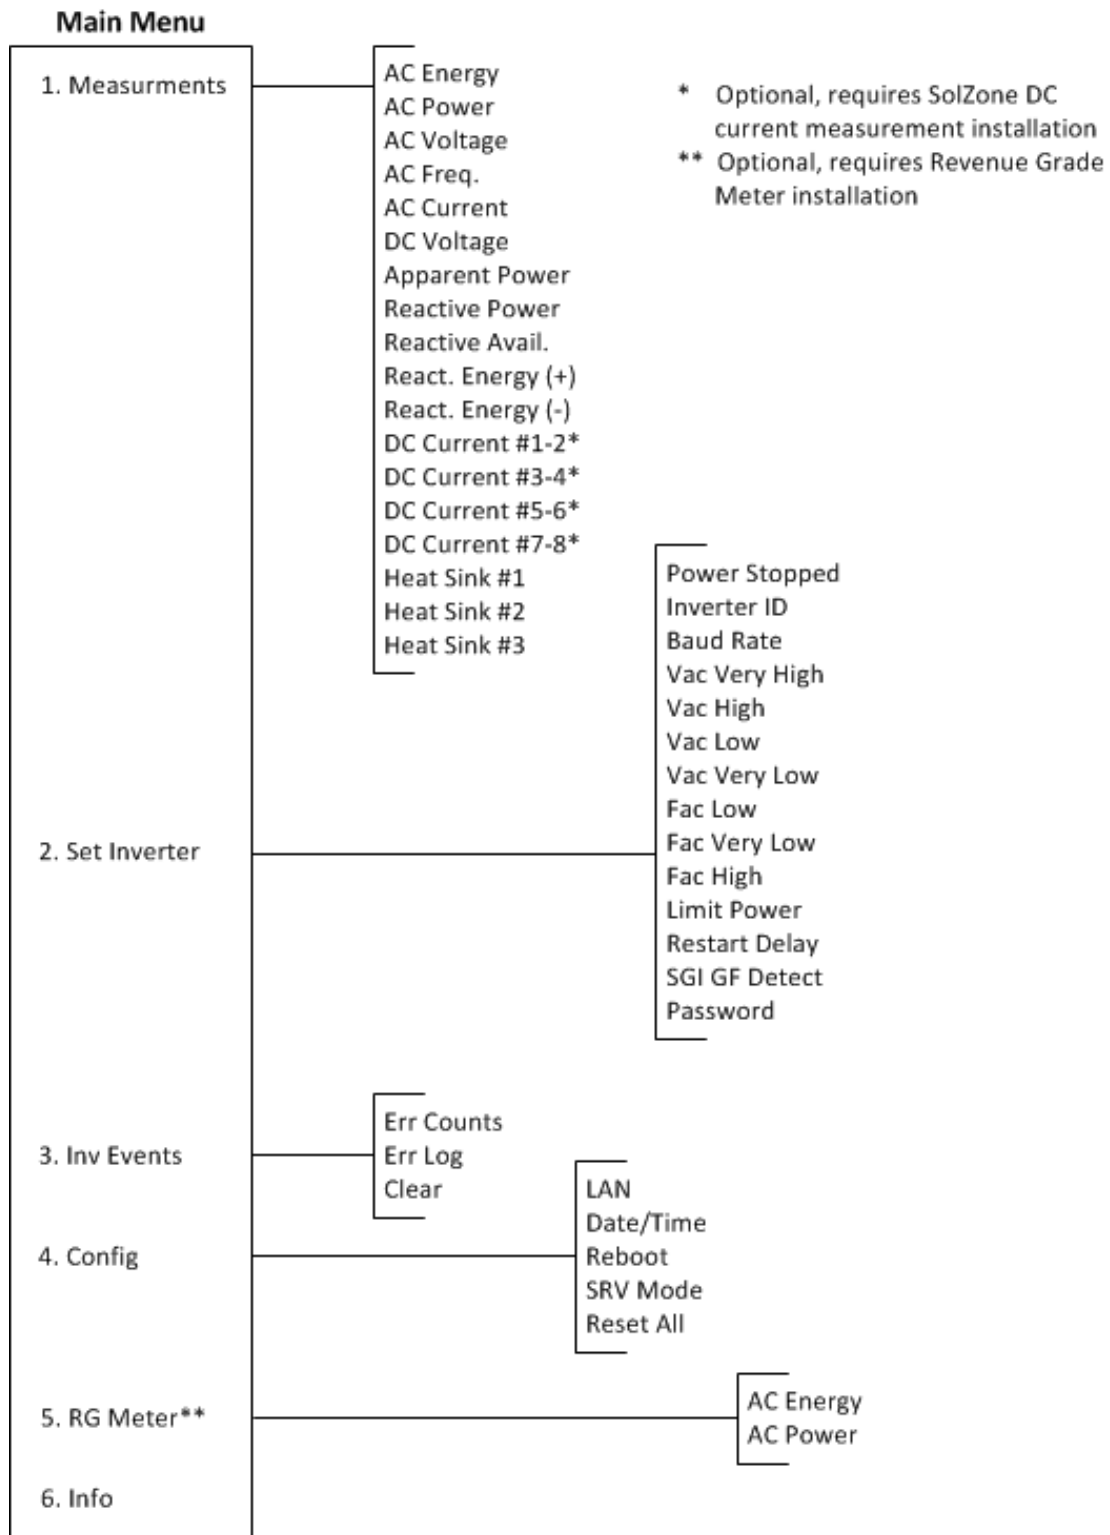 Main Menu
1. Measurments
AC Energy
AC Power
AC Voltage
AC Freq.
AC Current
DC Voltage
Apparent Power
Reactive Power
Reactive Avail.
React. Energy (+)
React. Energy (-)
DC Current #1-2*
DC Current #3-4*
DC Current #5-6*
DC Current #7-8*
Heat Sink #1
Heat Sink #2
Heat Sink #3
* Optional, requires SolZone DC
current measurement installation
** Optional, requires Revenue Grade
Meter installation
2. Set Inverter
Power Stopped
Inverter ID
Baud Rate
Vac Very High
Vac High
Vac Low
Vac Very Low
Fac Low
Fac Very Low
Fac High
Limit Power
Restart Delay
SGI GF Detect
Password
3. Inv Events
Err Counts
Err Log
Clear
4. Config
LAN
Date/Time
Reboot
SRV Mode
Reset All
5. RG Meter**
AC Energy
AC Power
6. Info